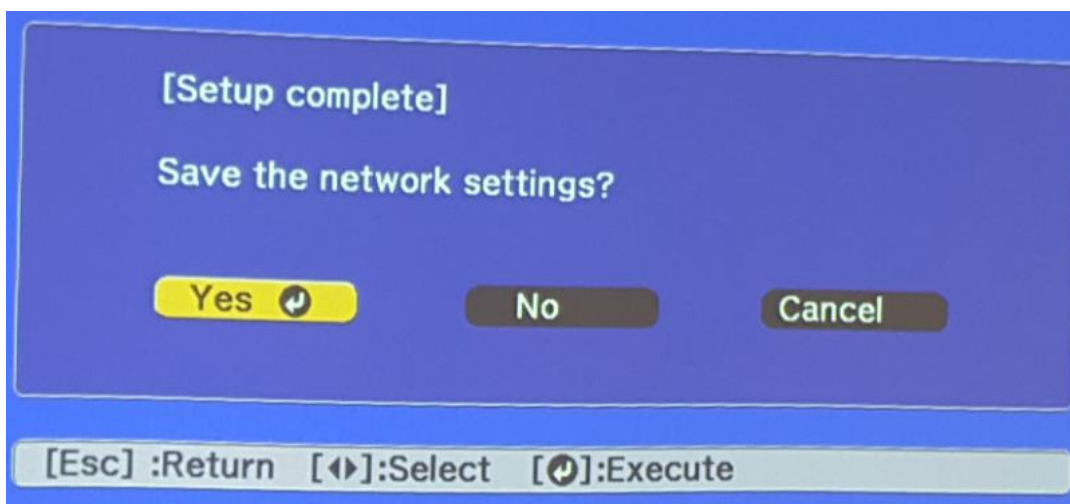 [Setup complete]
Save the network settings?
Yes No Cancel
[Esc] :Return [◂▸]:Select [↵]:Execute